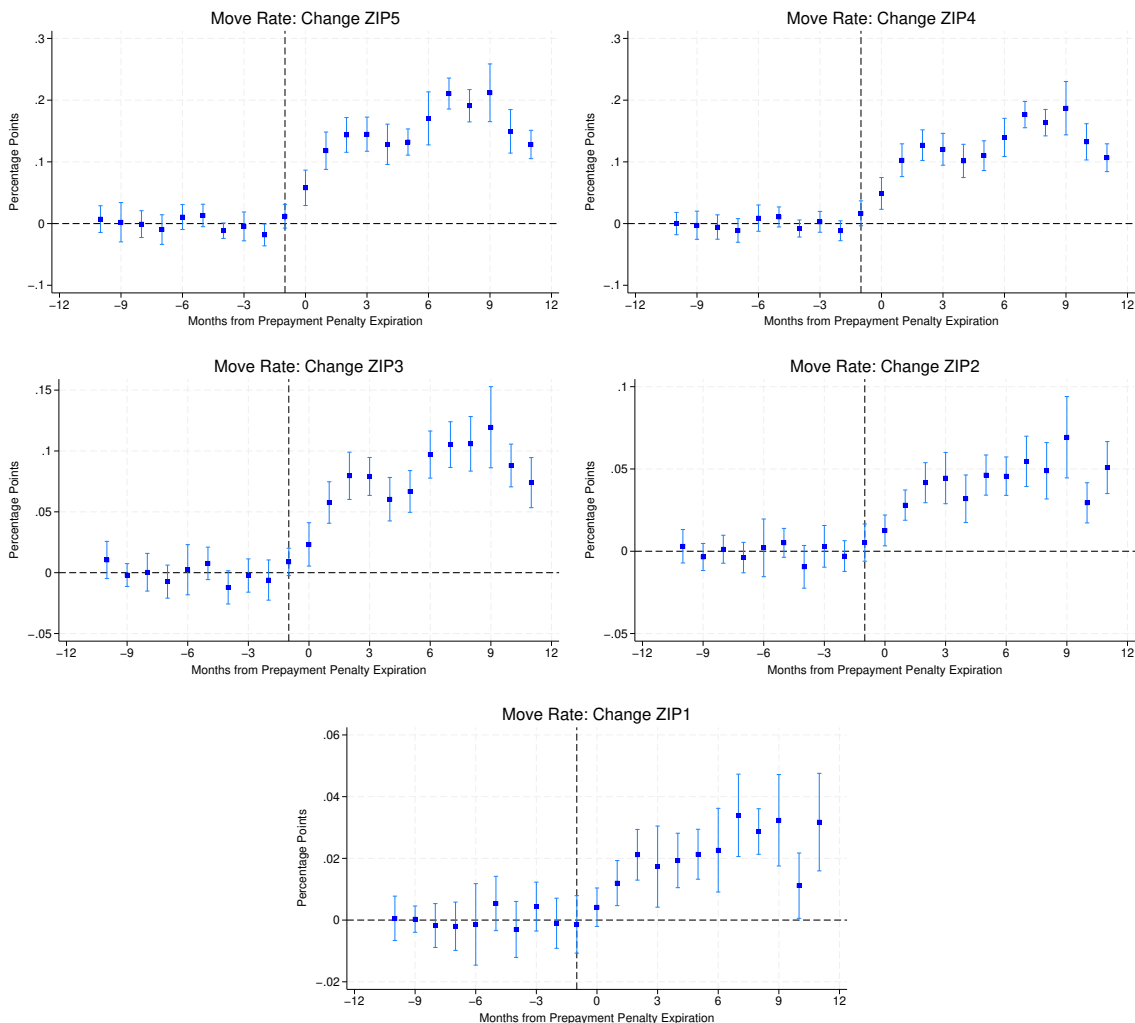 Move Rate: Change ZIP5
Percentage Points
.3
.2
.1
0
−.1
−12 −9 −6 −3 0 3 6 9 12
Months from Prepayment Penalty Expiration
Move Rate: Change ZIP4
Percentage Points
.3
.2
.1
0
−.1
−12 −9 −6 −3 0 3 6 9 12
Months from Prepayment Penalty Expiration
Move Rate: Change ZIP3
Percentage Points
.15
.1
.05
0
−.05
−12 −9 −6 −3 0 3 6 9 12
Months from Prepayment Penalty Expiration
Move Rate: Change ZIP2
Percentage Points
.1
.05
0
−.05
−12 −9 −6 −3 0 3 6 9 12
Months from Prepayment Penalty Expiration
Move Rate: Change ZIP1
Percentage Points
.06
.04
.02
0
−.02
−12 −9 −6 −3 0 3 6 9 12
Months from Prepayment Penalty Expiration